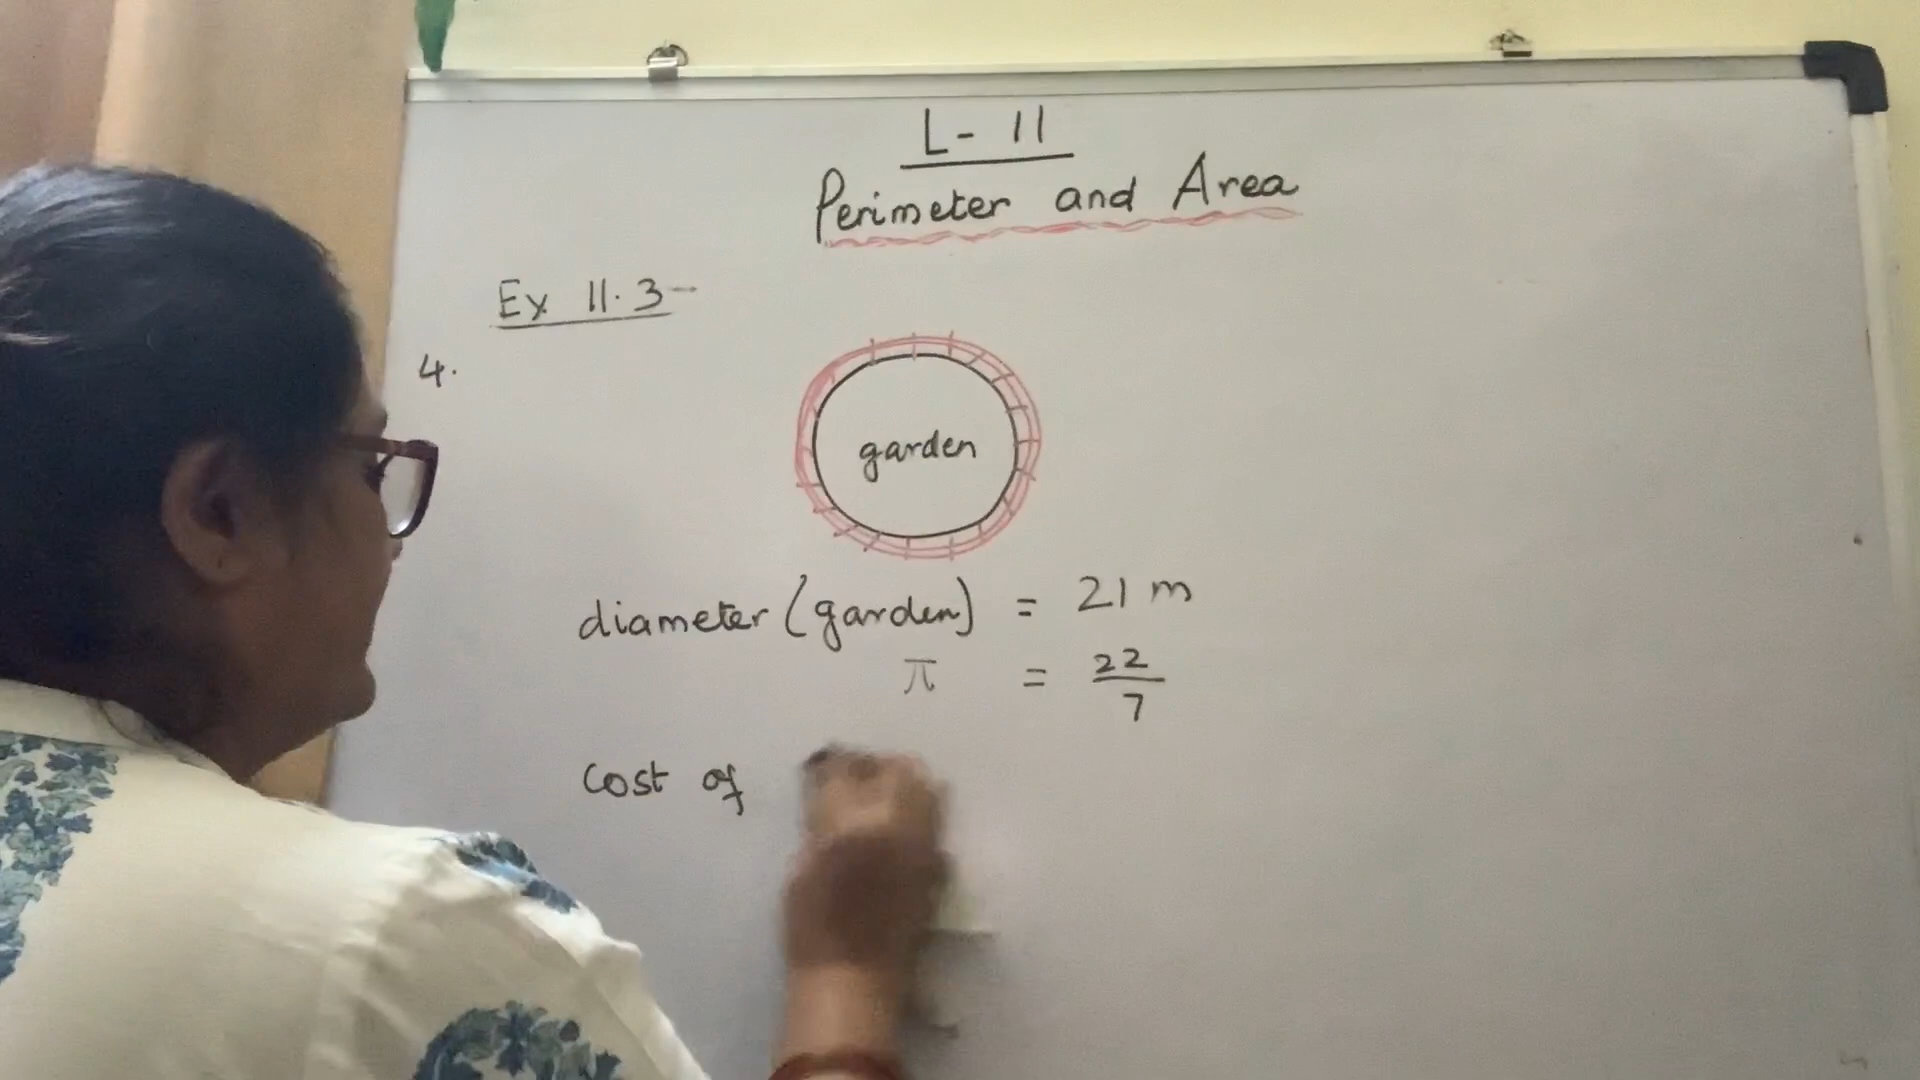 L- 11
Perimeter and Area
Ex 11.3-
4.
garden
diameter (garden) = 21 m
π = 22/7
Cost of